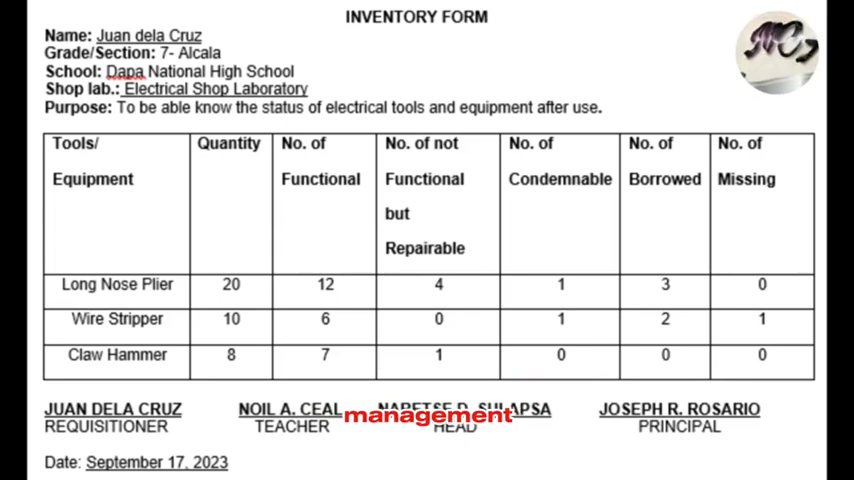 INVENTORY FORM
Name: Juan dela Cruz
Grade/Section: 7- Alcala
School: Dapa National High School
Shop lab.: Electrical Shop Laboratory
Purpose: To be able know the status of electrical tools and equipment after use.
Tools/ Equipment Quantity No. of Functional No. of not Functional but Repairable No. of Condemnable No. of Borrowed No. of Missing
Long Nose Plier 20 12 4 1 3 0
Wire Stripper 10 6 0 1 2 1
Claw Hammer 8 7 1 0 0 0
JUAN DELA CRUZ NOIL A. CEAL JOSEPH R. ROSARIO
management
REQUISITIONER TEACHER HEAD PRINCIPAL
Date: September 17, 2023